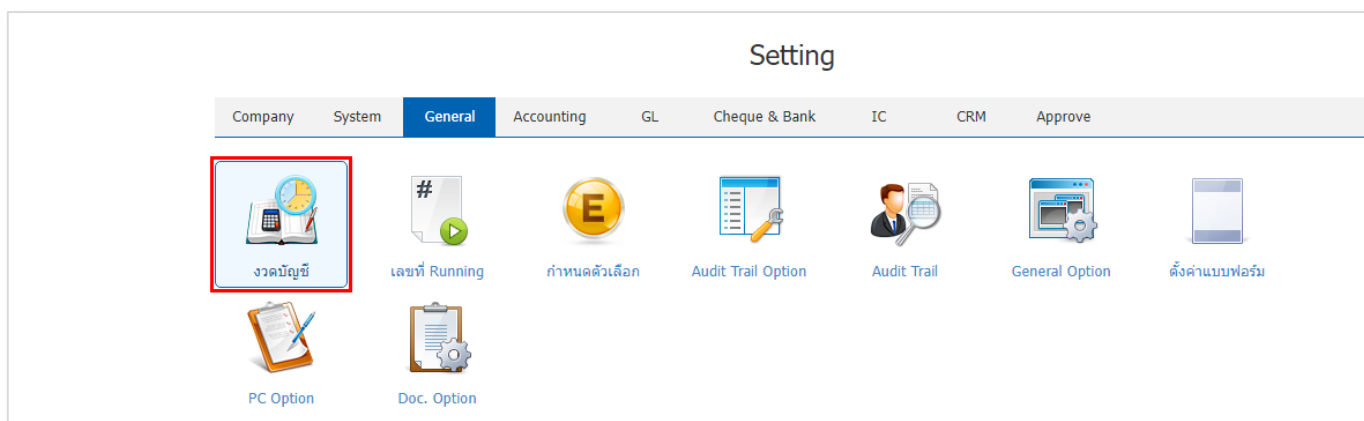 Setting
Company System General Accounting GL Cheque & Bank IC CRM Approve
#
E
งวดบัญชี เลขที่ Running กำหนดตัวเลือก Audit Trail Option Audit Trail General Option ตั้งค่าแบบฟอร์ม
PC Option Doc. Option